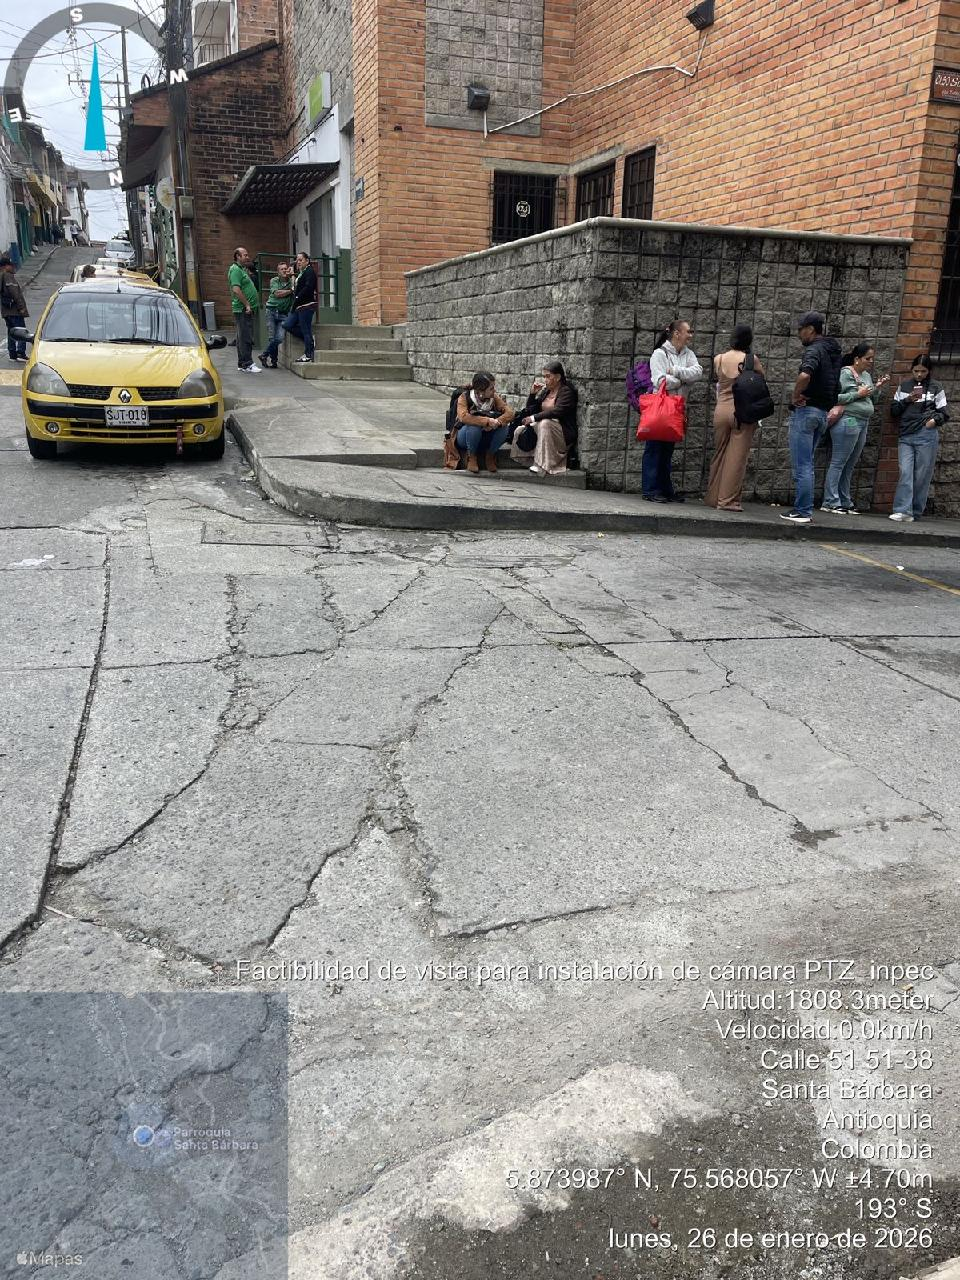 S
W
E
N
SJT-018
Factibilidad de vista para instalación de cámara PTZ inpec
Altitud:1808.3meter
Velocidad:0.0km/h
Calle 51 51-38
Santa Bárbara
Antioquia
Colombia
5.873987° N, 75.568057° W ±4.70m
193° S
lunes, 26 de enero de 2026
Parroquia
Santa Bárbara
Mapas